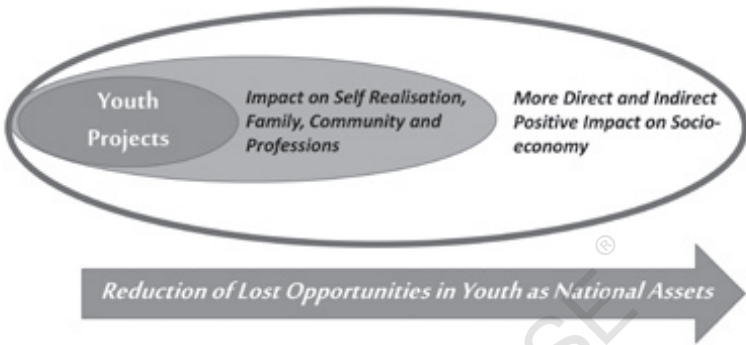 Youth
Projects
Impact on Self Realisation,
Family, Community and
Professions
More Direct and Indirect
Positive Impact on Socio-
economy
Reduction of Lost Opportunities in Youth as National Assets
SE®